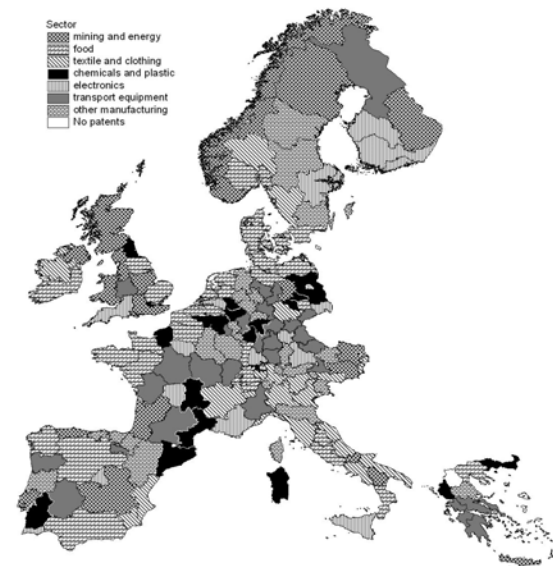 Sector
mining and energy
food
textile and clothing
chemicals and plastic
electronics
transport equipment
other manufacturing
No patents